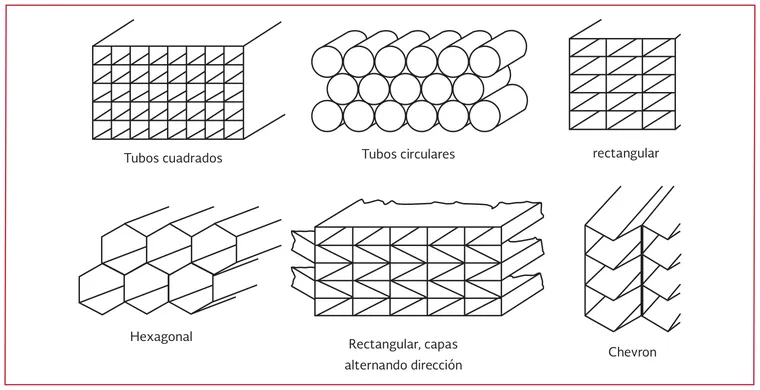 Tubos cuadrados
Tubos circulares
rectangular
Hexagonal
Rectangular, capas
alternando dirección
Chevron